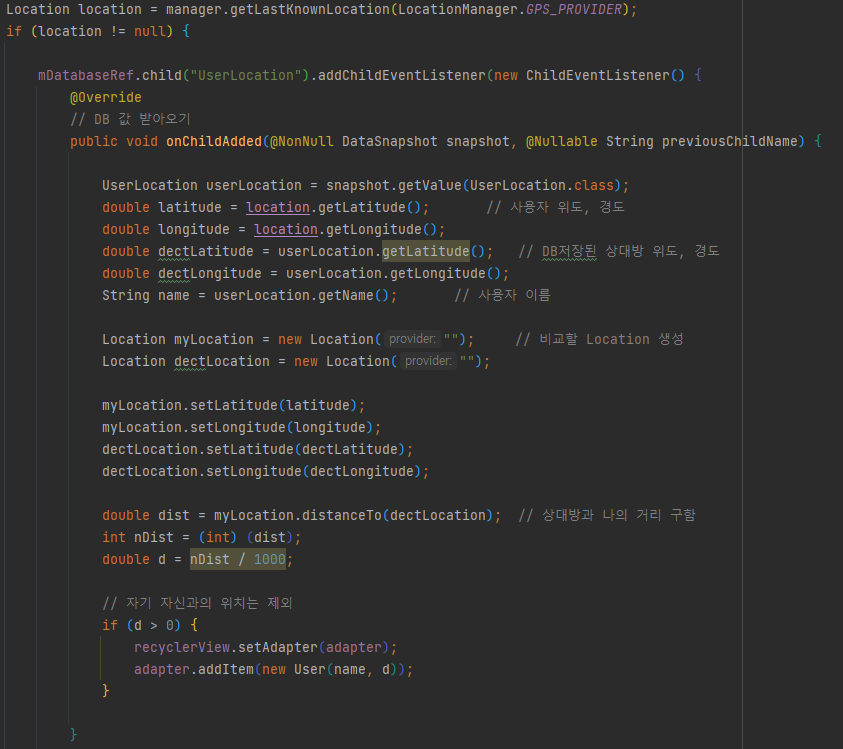 Location location = manager.getLastKnownLocation(LocationManager.GPS_PROVIDER);
if (location != null) {
mDatabaseRef.child("UserLocation").addChildEventListener(new ChildEventListener() {
@Override
// DB 값 받아오기
public void onChildAdded(@NonNull DataSnapshot snapshot, @Nullable String previousChildName) {
UserLocation userLocation = snapshot.getValue(UserLocation.class);
double latitude = location.getLatitude(); // 사용자 위도, 경도
double longitude = location.getLongitude();
double dectLatitude = userLocation.getLatitude(); // DB저장된 상대방 위도, 경도
double dectLongitude = userLocation.getLongitude();
String name = userLocation.getName(); // 사용자 이름
Location myLocation = new Location( provider: ""); // 비교할 Location 생성
Location dectLocation = new Location( provider: "");
myLocation.setLatitude(latitude);
myLocation.setLongitude(longitude);
dectLocation.setLatitude(dectLatitude);
dectLocation.setLongitude(dectLongitude);
double dist = myLocation.distanceTo(dectLocation); // 상대방과 나의 거리 구함
int nDist = (int) (dist);
double d = nDist / 1000;
// 자기 자신과의 위치는 제외
if (d > 0) {
recyclerView.setAdapter(adapter);
adapter.addItem(new User(name, d));
}
}